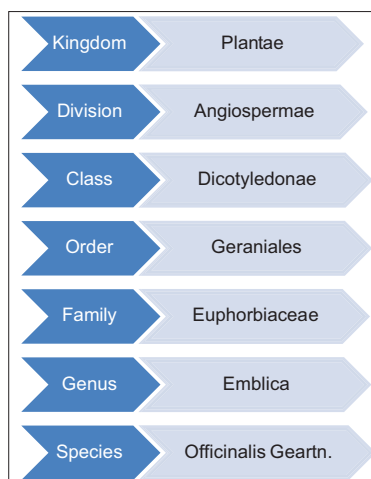 Kingdom Plantae
Division Angiospermae
Class Dicotyledonae
Order Geraniales
Family Euphorbiaceae
Genus Emblica
Species Officinalis Geartn.